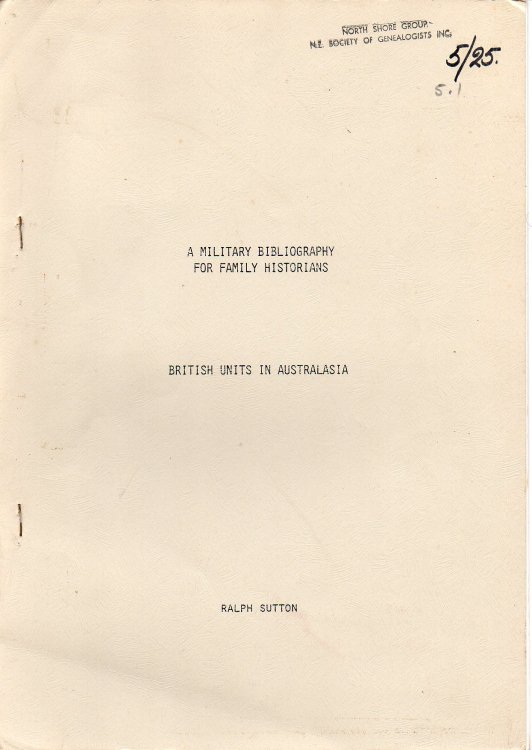 NORTH SHORE GROUP
N.Z. SOCIETY OF GENEALOGISTS INC.
5/25.
5.1
A MILITARY BIBLIOGRAPHY
FOR FAMILY HISTORIANS
BRITISH UNITS IN AUSTRALASIA
RALPH SUTTON